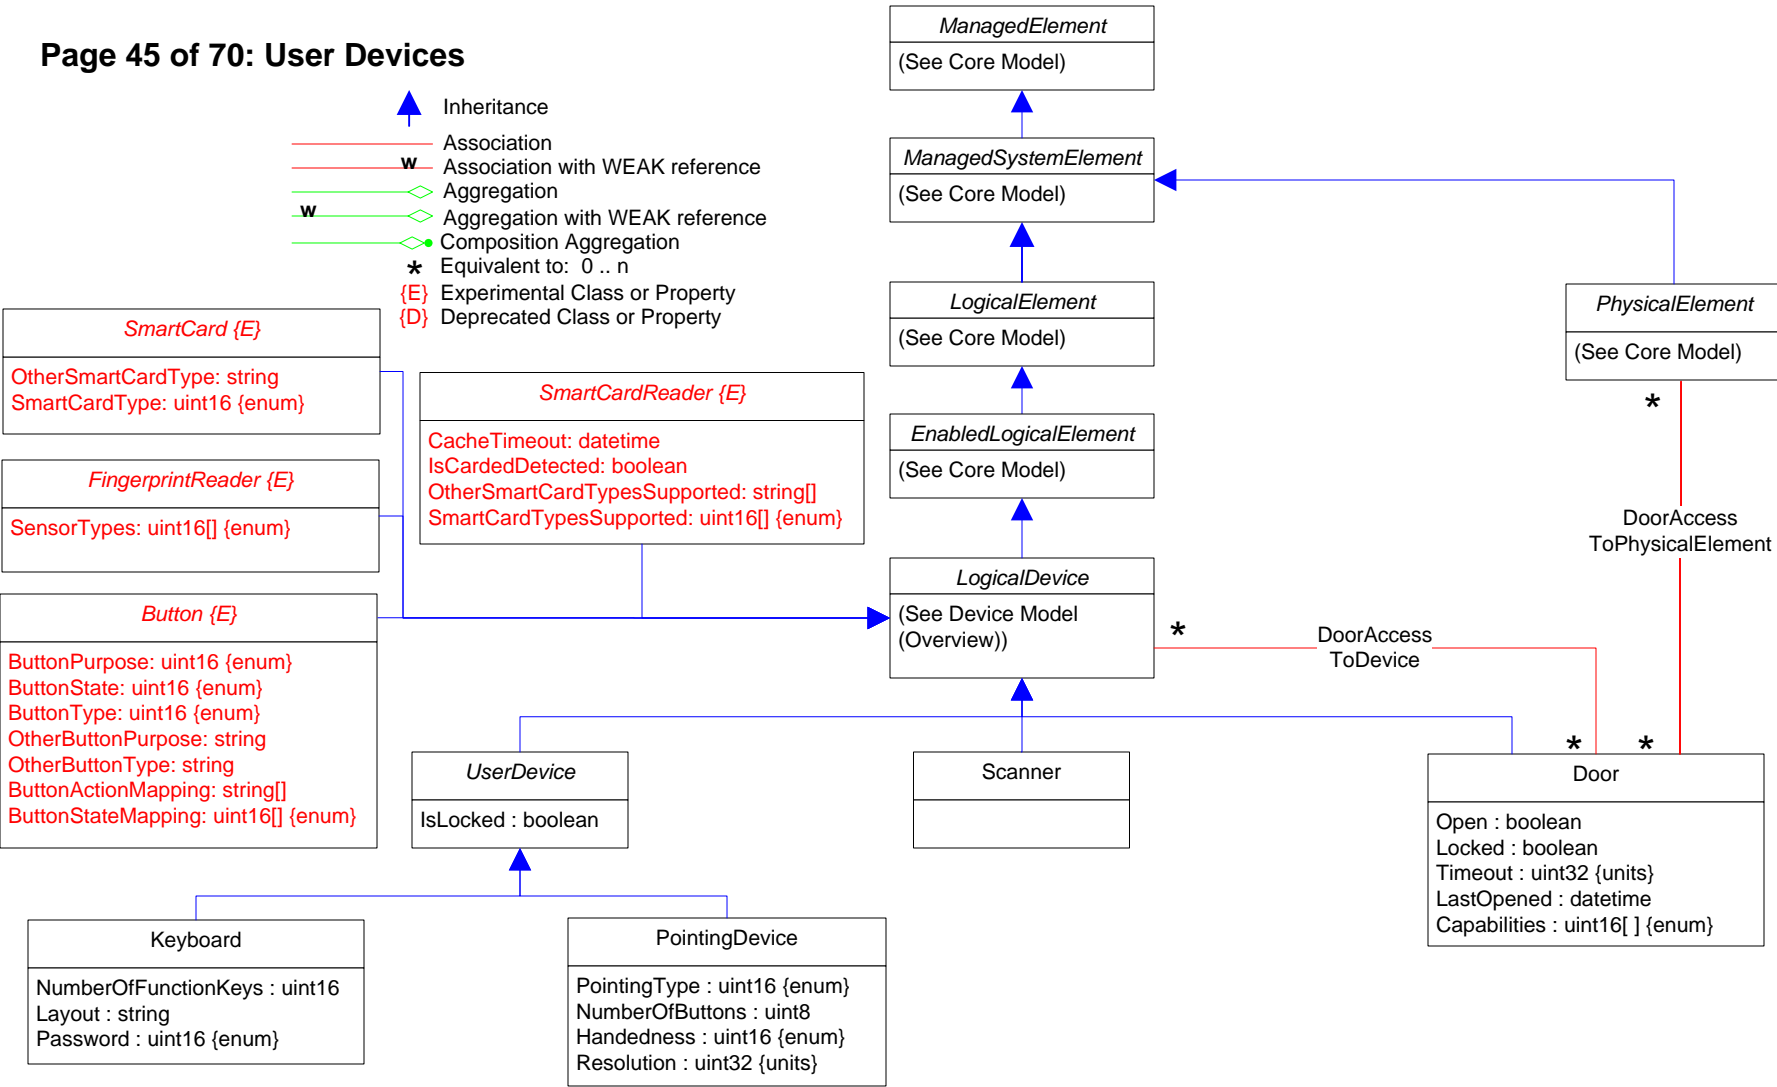 Page 45 of 70: User Devices
Inheritance
Association
w
Association with WEAK reference
Aggregation
w
Aggregation with WEAK reference
Composition Aggregation
* Equivalent to: 0 .. n
{E} Experimental Class or Property
{D} Deprecated Class or Property
ManagedElement
(See Core Model)
ManagedSystemElement
(See Core Model)
LogicalElement
(See Core Model)
PhysicalElement
(See Core Model)
*
EnabledLogicalElement
(See Core Model)
SmartCard {E}
OtherSmartCardType: string
SmartCardType: uint16 {enum}
SmartCardReader {E}
CacheTimeout: datetime
IsCardedDetected: boolean
OtherSmartCardTypesSupported: string[]
SmartCardTypesSupported: uint16[] {enum}
FingerprintReader {E}
SensorTypes: uint16[] {enum}
DoorAccess
ToPhysicalElement
LogicalDevice
(See Device Model
(Overview))
*
DoorAccess
ToDevice
* *
Button {E}
ButtonPurpose: uint16 {enum}
ButtonState: uint16 {enum}
ButtonType: uint16 {enum}
OtherButtonPurpose: string
OtherButtonType: string
ButtonActionMapping: string[]
ButtonStateMapping: uint16[] {enum}
UserDevice
IsLocked : boolean
Scanner
Door
Open : boolean
Locked : boolean
Timeout : uint32 {units}
LastOpened : datetime
Capabilities : uint16[ ] {enum}
Keyboard
NumberOfFunctionKeys : uint16
Layout : string
Password : uint16 {enum}
PointingDevice
PointingType : uint16 {enum}
NumberOfButtons : uint8
Handedness : uint16 {enum}
Resolution : uint32 {units}